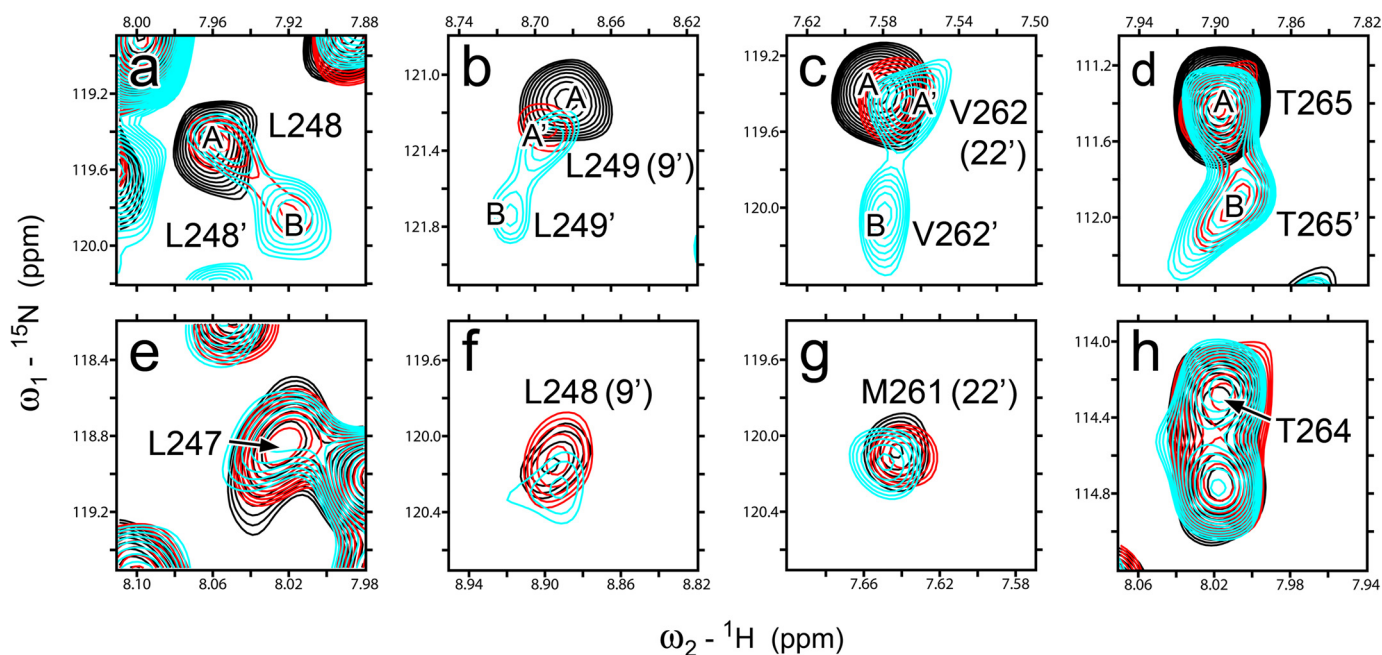 8.00 7.96 7.92 7.88
8.74 8.70 8.66 8.62
7.62 7.58 7.54 7.50
7.94 7.90 7.86 7.82
a
119.2
119.6
120.0
A
B
L248
L248’
b
121.0
121.4
121.8
A
A’
B
L249 (9’)
L249’
c
119.2
119.6
120.0
A
A’
B
V262
(22’)
V262’
d
111.2
111.6
112.0
A
B
T265
T265’
e
118.4
118.8
119.2
L247
f
119.6
120.0
120.4
L248 (9’)
g
119.6
120.0
120.4
M261 (22’)
h
114.0
114.4
114.8
T264
8.10 8.06 8.02 7.98
8.94 8.90 8.86 8.82
7.66 7.62 7.58
8.06 8.02 7.98 7.94
ω1 - 15N (ppm)
ω2 - 1H (ppm)